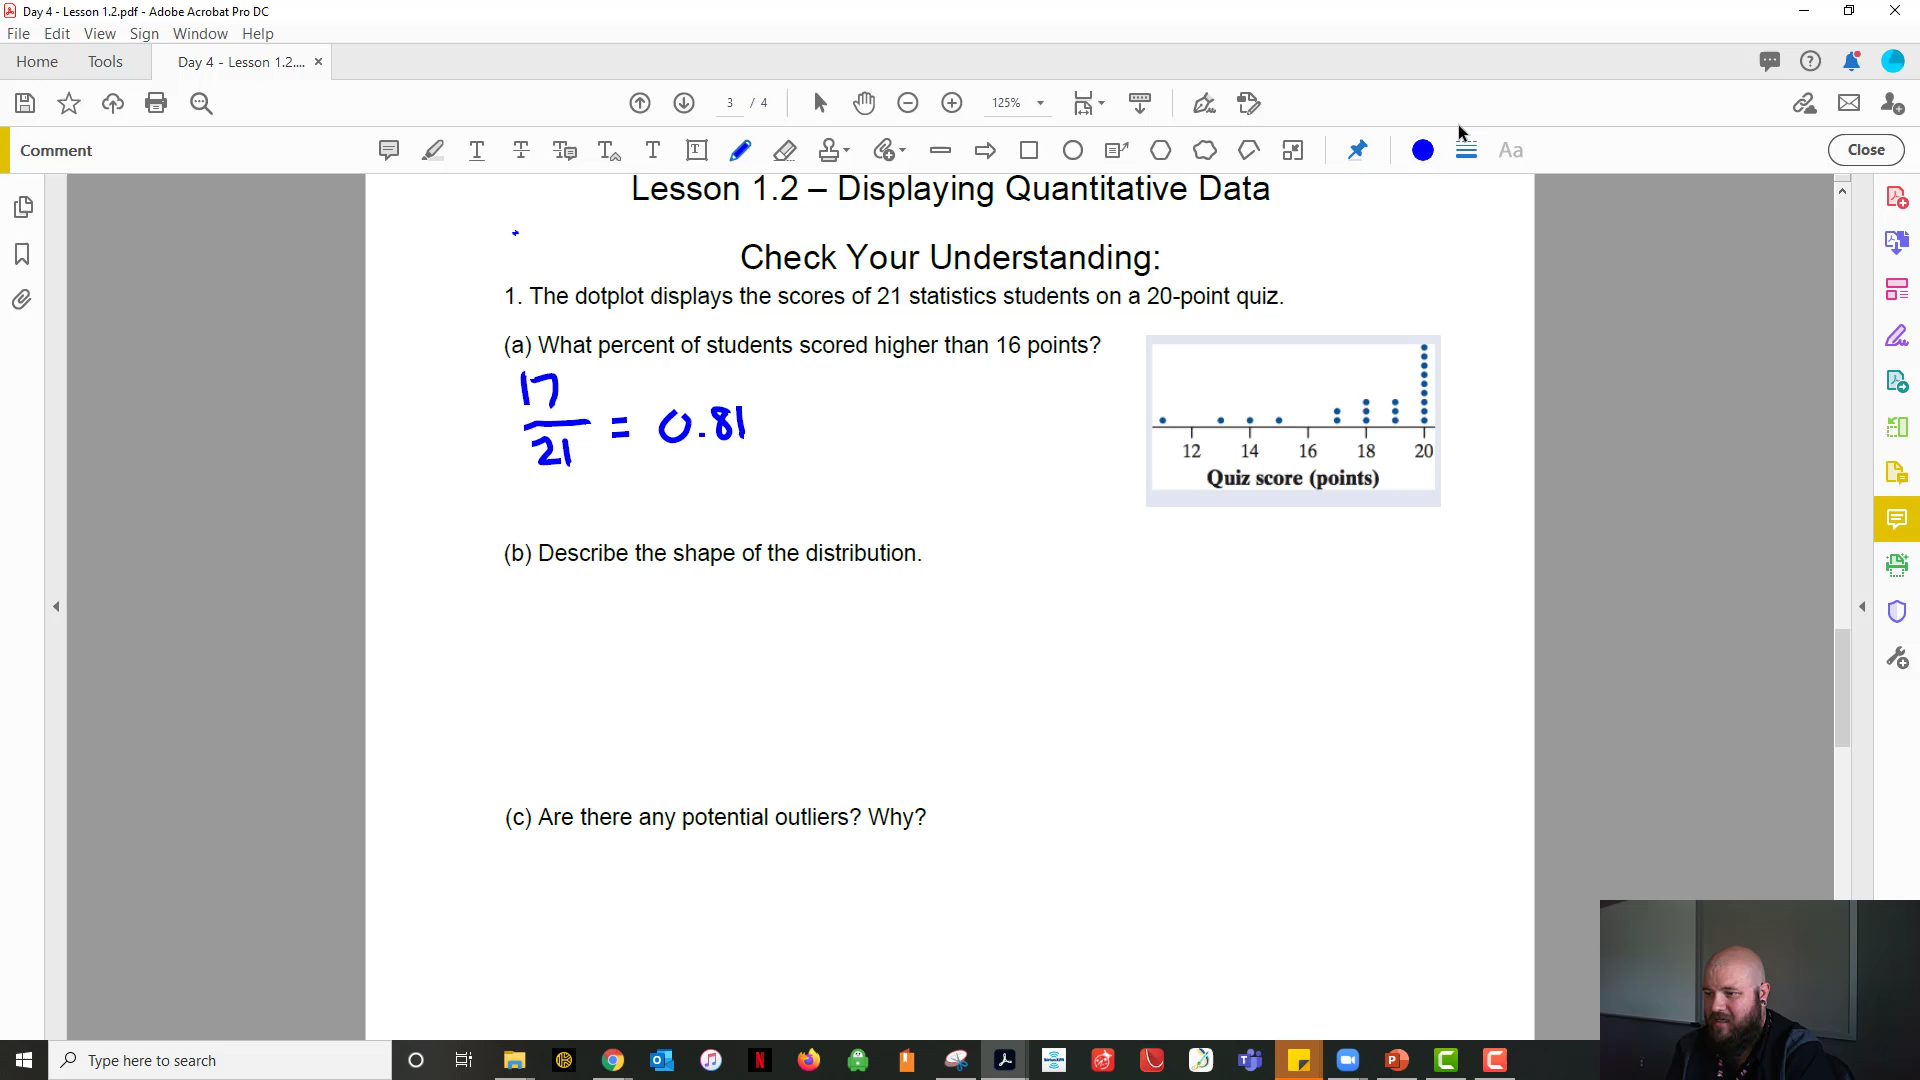 Day 4 - Lesson 1.2.pdf - Adobe Acrobat Pro DC
File Edit View Sign Window Help
Home Tools Day 4 - Lesson 1.2....
3 / 4 125%
Comment Aa Close
Lesson 1.2 – Displaying Quantitative Data
Check Your Understanding:
1. The dotplot displays the scores of 21 statistics students on a 20-point quiz.
(a) What percent of students scored higher than 16 points?
17
21
= 0.81
12 14 16 18 20
Quiz score (points)
(b) Describe the shape of the distribution.
(c) Are there any potential outliers? Why?
Type here to search